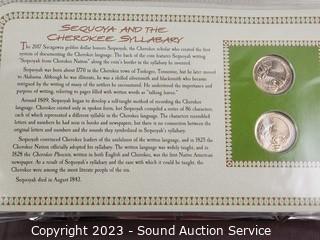 SEQUOYA AND THE
CHEROKEE SYLLABARY
The 2017 Sacagawea golden dollar honors Sequoyah, the Cherokee scholar who created the first
system of documenting the Cherokee language. The back of the coin features Sequoyah writing
"Sequoyah from Cherokee Nation" along the coin's border in the syllabary he invented.
Sequoyah was born about 1770 in the Cherokee town of Tuskegee, Tennessee, but he later moved
to Alabama. Although he was illiterate, he was a skilled silversmith and blacksmith who became
intrigued by the writing of many of the settlers he encountered. He understood the importance and
purpose of writing, referring to pages filled with words as "talking leaves."
Around 1809, Sequoyah began to develop a self-taught method of recording the Cherokee
language. Cherokee existed only in spoken form, but Sequoyah compiled a series of 86 characters,
each of which represented a different syllable in the Cherokee language. The characters resembled
letters and numbers he had seen in books and newspapers, but there is no connection between the
original letters and numbers and the sounds they symbolized in Sequoyah's syllabary.
Sequoyah convinced Cherokee leaders of the usefulness of the written language, and in 1825 the
Cherokee Nation officially adopted his syllabary. The written language was widely taught, and in
1828 the Cherokee Phoenix, written in both English and Cherokee, was the first Native American
newspaper. As a result of Sequoyah's syllabary and the ease with which it could be taught, the
Cherokee were among the most literate people of the era.
Sequoyah died in August 1843.
Copyright 2023 - Sound Auction Service